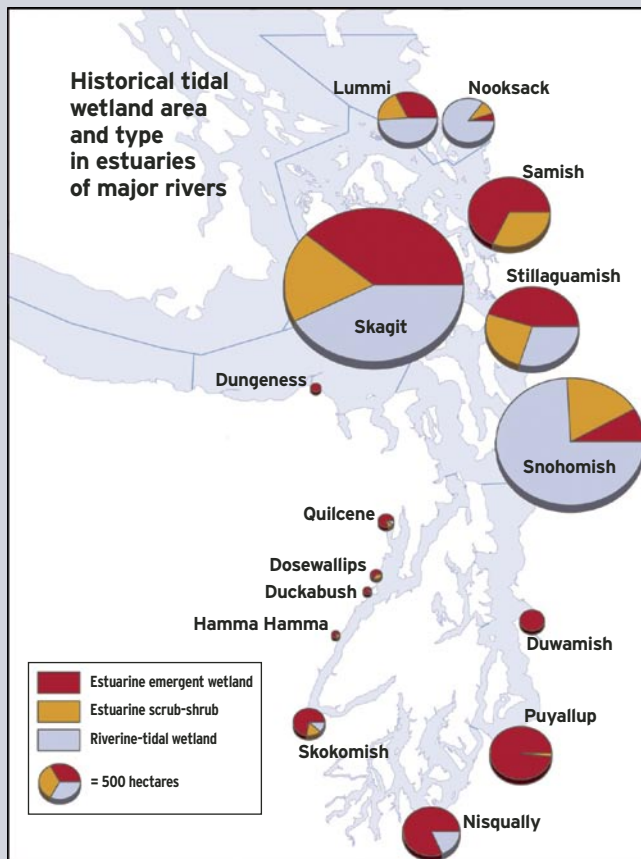 Historical tidal
wetland area
and type
in estuaries
of major rivers
Lummi
Nooksack
Samish
Skagit
Stillaguamish
Dungeness
Snohomish
Quilcene
Dosewallips
Duckabush
Hamma Hamma
Duwamish
Skokomish
Puyallup
Nisqually
Estuarine emergent wetland
Estuarine scrub-shrub
Riverine-tidal wetland
= 500 hectares